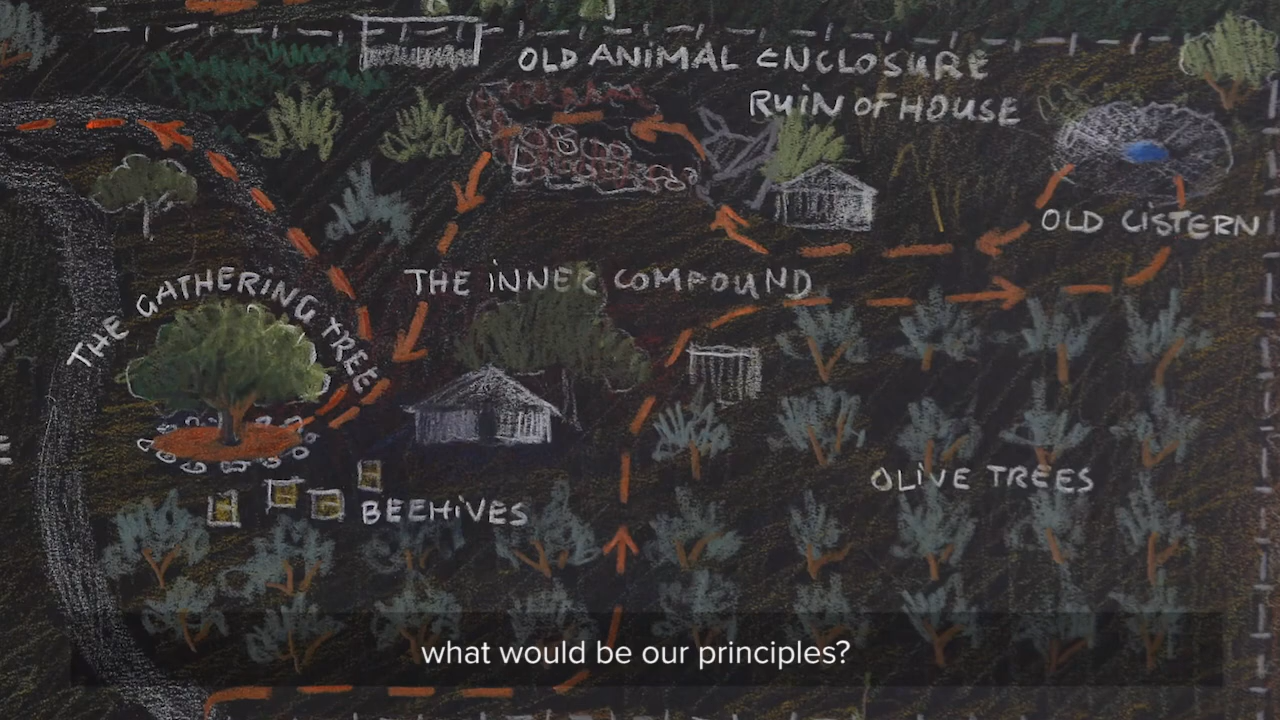 OLD ANIMAL ENCLOSURE
RUIN OF HOUSE
OLD CISTERN
THE INNER COMPOUND
THE GATHERING TREE
OLIVE TREES
BEEHIVES
what would be our principles?